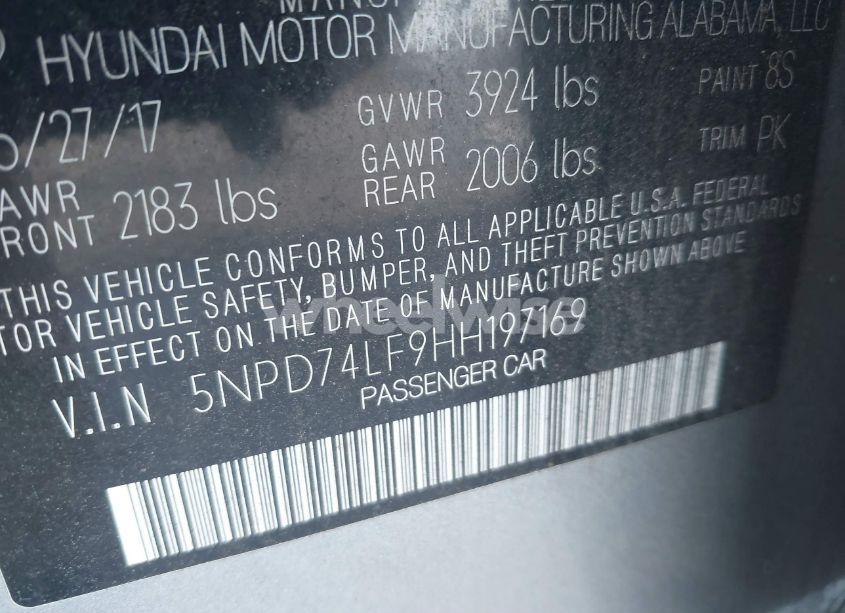 HYUNDAI MOTOR MANUFACTURING ALABAMA, LLC
/27/17 GVWR 3924 lbs PAINT 8S
AWR FRONT 2183 lbs GAWR REAR 2006 lbs TRIM PK
THIS VEHICLE CONFORMS TO ALL APPLICABLE U.S.A. FEDERAL
TOR VEHICLE SAFETY, BUMPER, AND THEFT PREVENTION STANDARDS
IN EFFECT ON THE DATE OF MANUFACTURE SHOWN ABOVE
wheelwise
V.I.N 5NPD74LF9HH197169
PASSENGER CAR